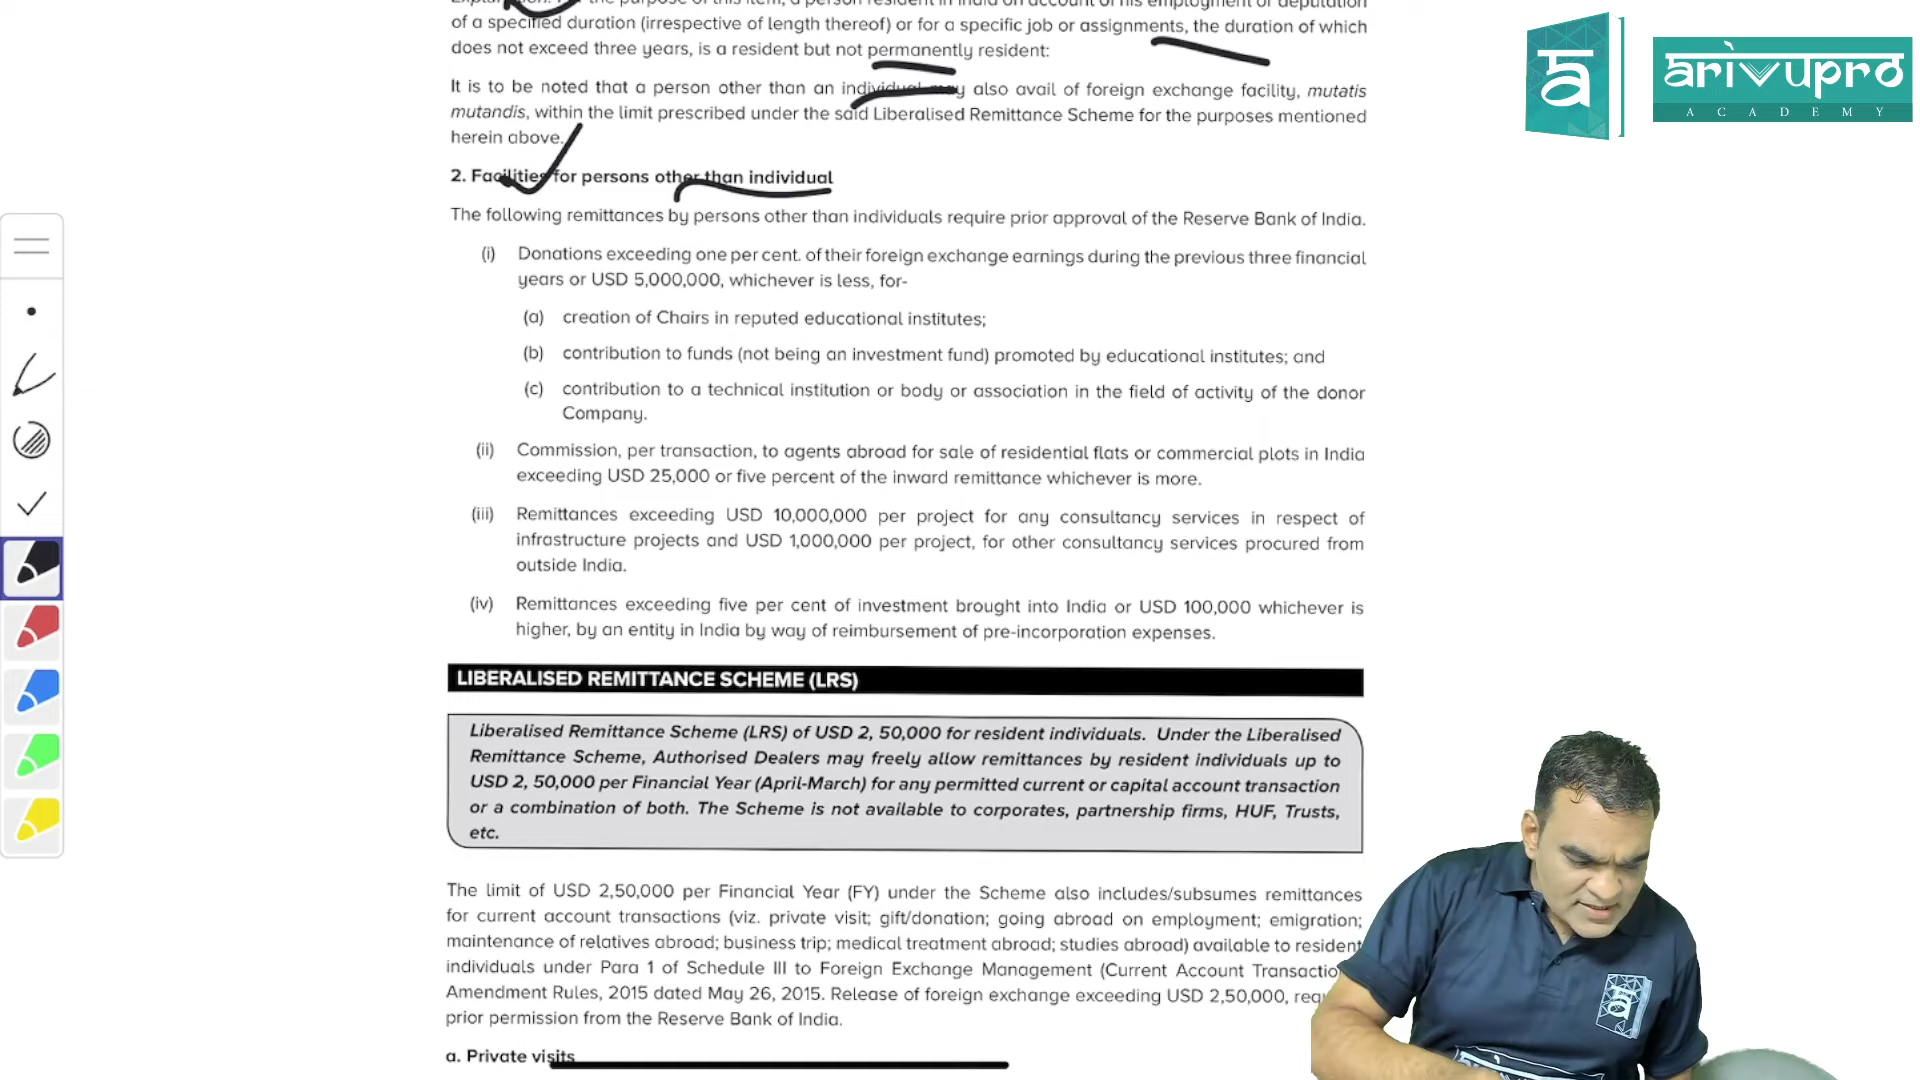 the purpose of this item, a person resident in India on account of his employment or deputation
of a specified duration (irrespective of length thereof) or for a specific job or assignments, the duration of which
does not exceed three years, is a resident but not permanently resident:
It is to be noted that a person other than an individual may also avail of foreign exchange facility, mutatis
mutandis, within the limit prescribed under the said Liberalised Remittance Scheme for the purposes mentioned
herein above.
2. Facilities for persons other than individual
The following remittances by persons other than individuals require prior approval of the Reserve Bank of India.
(i) Donations exceeding one per cent. of their foreign exchange earnings during the previous three financial
years or USD 5,000,000, whichever is less, for-
(a) creation of Chairs in reputed educational institutes;
(b) contribution to funds (not being an investment fund) promoted by educational institutes; and
(c) contribution to a technical institution or body or association in the field of activity of the donor
Company.
(ii) Commission, per transaction, to agents abroad for sale of residential flats or commercial plots in India
exceeding USD 25,000 or five percent of the inward remittance whichever is more.
(iii) Remittances exceeding USD 10,000,000 per project for any consultancy services in respect of
infrastructure projects and USD 1,000,000 per project, for other consultancy services procured from
outside India.
(iv) Remittances exceeding five per cent of investment brought into India or USD 100,000 whichever is
higher, by an entity in India by way of reimbursement of pre-incorporation expenses.
LIBERALISED REMITTANCE SCHEME (LRS)
Liberalised Remittance Scheme (LRS) of USD 2, 50,000 for resident individuals. Under the Liberalised
Remittance Scheme, Authorised Dealers may freely allow remittances by resident individuals up to
USD 2, 50,000 per Financial Year (April-March) for any permitted current or capital account transaction
or a combination of both. The Scheme is not available to corporates, partnership firms, HUF, Trusts,
etc.
The limit of USD 2,50,000 per Financial Year (FY) under the Scheme also includes/subsumes remittances
for current account transactions (viz. private visit; gift/donation; going abroad on employment; emigration;
maintenance of relatives abroad; business trip; medical treatment abroad; studies abroad) available to resident
individuals under Para 1 of Schedule III to Foreign Exchange Management (Current Account
Amendment Rules, 2015 dated May 26, 2015. Release of foreign exchange exceeding USD 2,50,000,
prior permission from the Reserve Bank of India.
a. Private visits
arivupro
ACADEMY